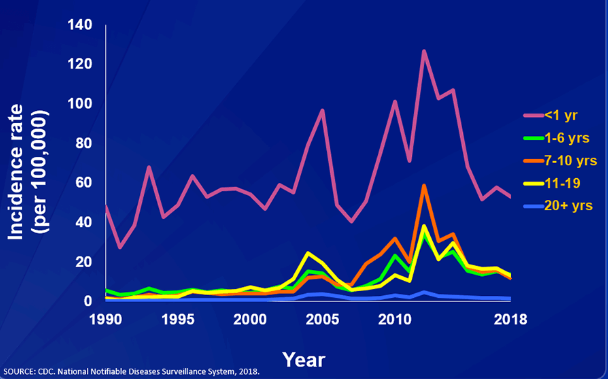 140
120
100
80
60
40
20
0
Incidence rate
(per 100,000)
1990
1995
2000
2005
2010
2018
Year
<1 yr
1-6 yrs
7-10 yrs
11-19
20+ yrs
SOURCE: CDC. National Notifiable Diseases Surveillance System, 2018.